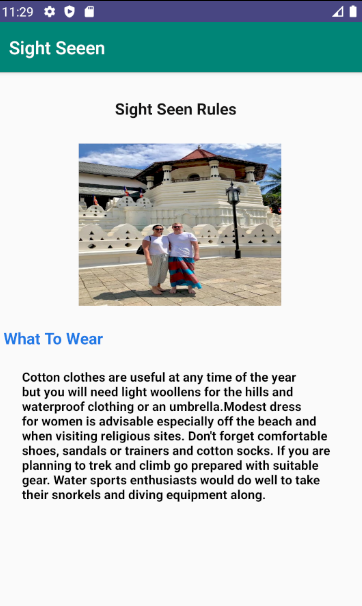 11:29
Sight Seeen
Sight Seen Rules
What To Wear
Cotton clothes are useful at any time of the year
but you will need light woollens for the hills and
waterproof clothing or an umbrella.Modest dress
for women is advisable especially off the beach and
when visiting religious sites. Don't forget comfortable
shoes, sandals or trainers and cotton socks. If you are
planning to trek and climb go prepared with suitable
gear. Water sports enthusiasts would do well to take
their snorkels and diving equipment along.